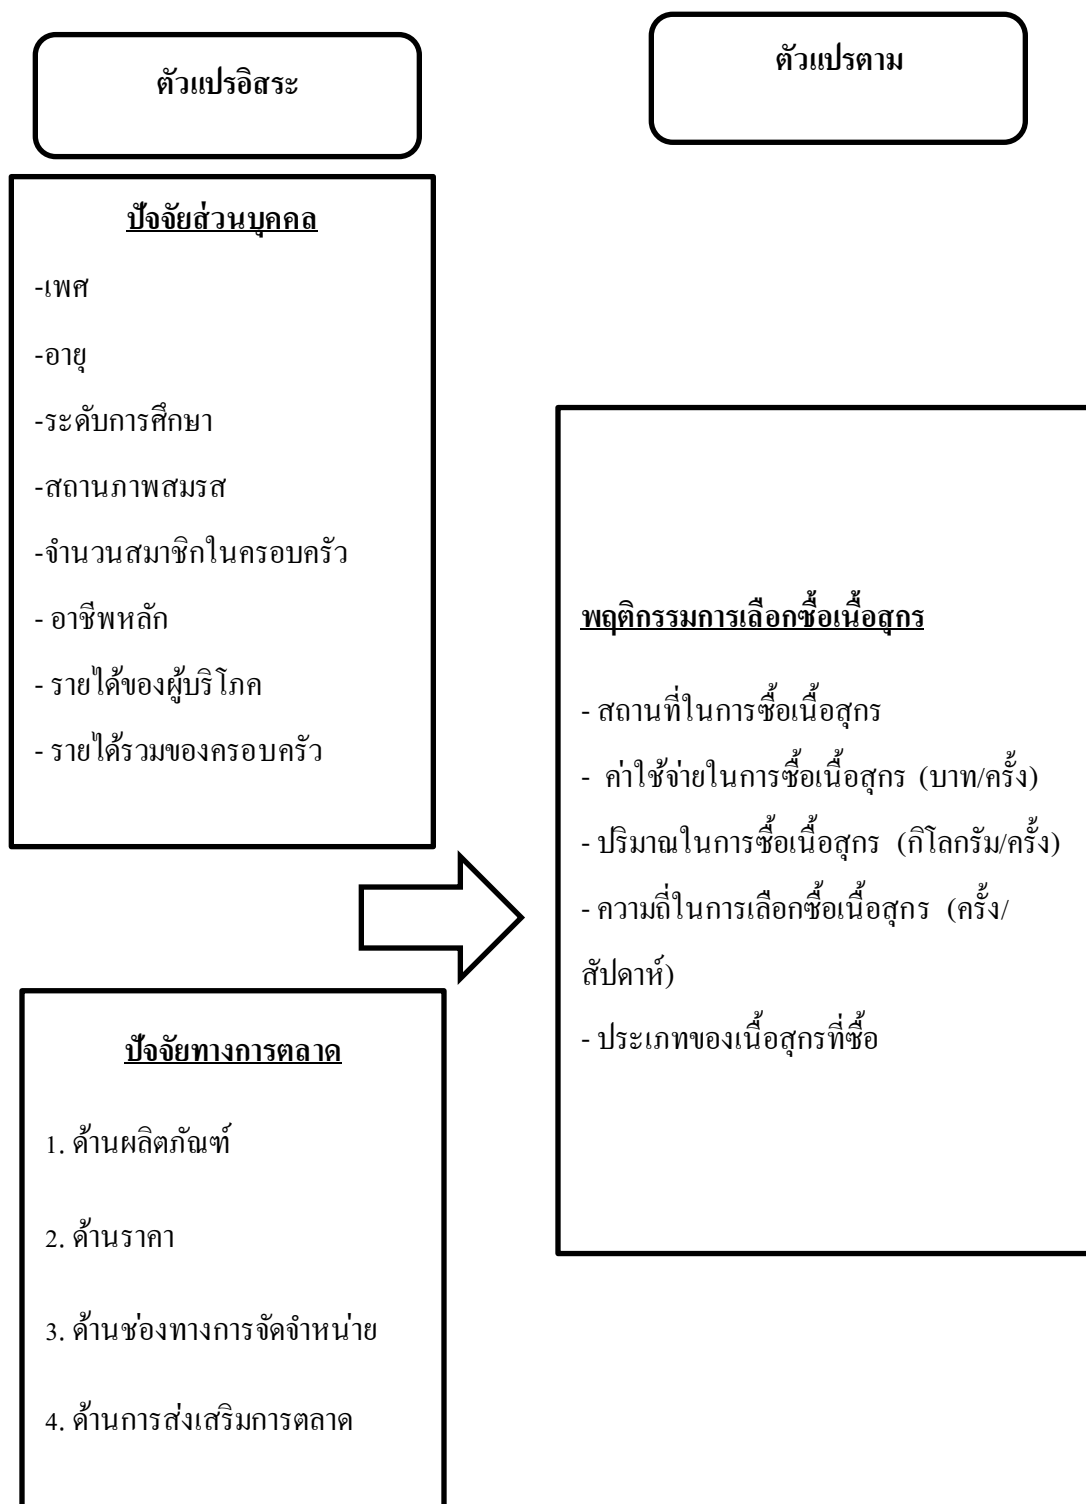 ตัวแปรอิสระ
ตัวแปรตาม
ปัจจัยส่วนบุคคล
-เพศ
-อายุ
-ระดับการศึกษา
-สถานภาพสมรส
-จำนวนสมาชิกในครอบครัว
- อาชีพหลัก
- รายได้ของผู้บริโภค
- รายได้รวมของครอบครัว
ปัจจัยทางการตลาด
1. ด้านผลิตภัณฑ์
2. ด้านราคา
3. ด้านช่องทางการจัดจำหน่าย
4. ด้านการส่งเสริมการตลาด
พฤติกรรมการเลือกซื้อเนื้อสุกร
- สถานที่ในการซื้อเนื้อสุกร
- ค่าใช้จ่ายในการซื้อเนื้อสุกร (บาท/ครั้ง)
- ปริมาณในการซื้อเนื้อสุกร (กิโลกรัม/ครั้ง)
- ความถี่ในการเลือกซื้อเนื้อสุกร (ครั้ง/
สัปดาห์)
- ประเภทของเนื้อสุกรที่ซื้อ